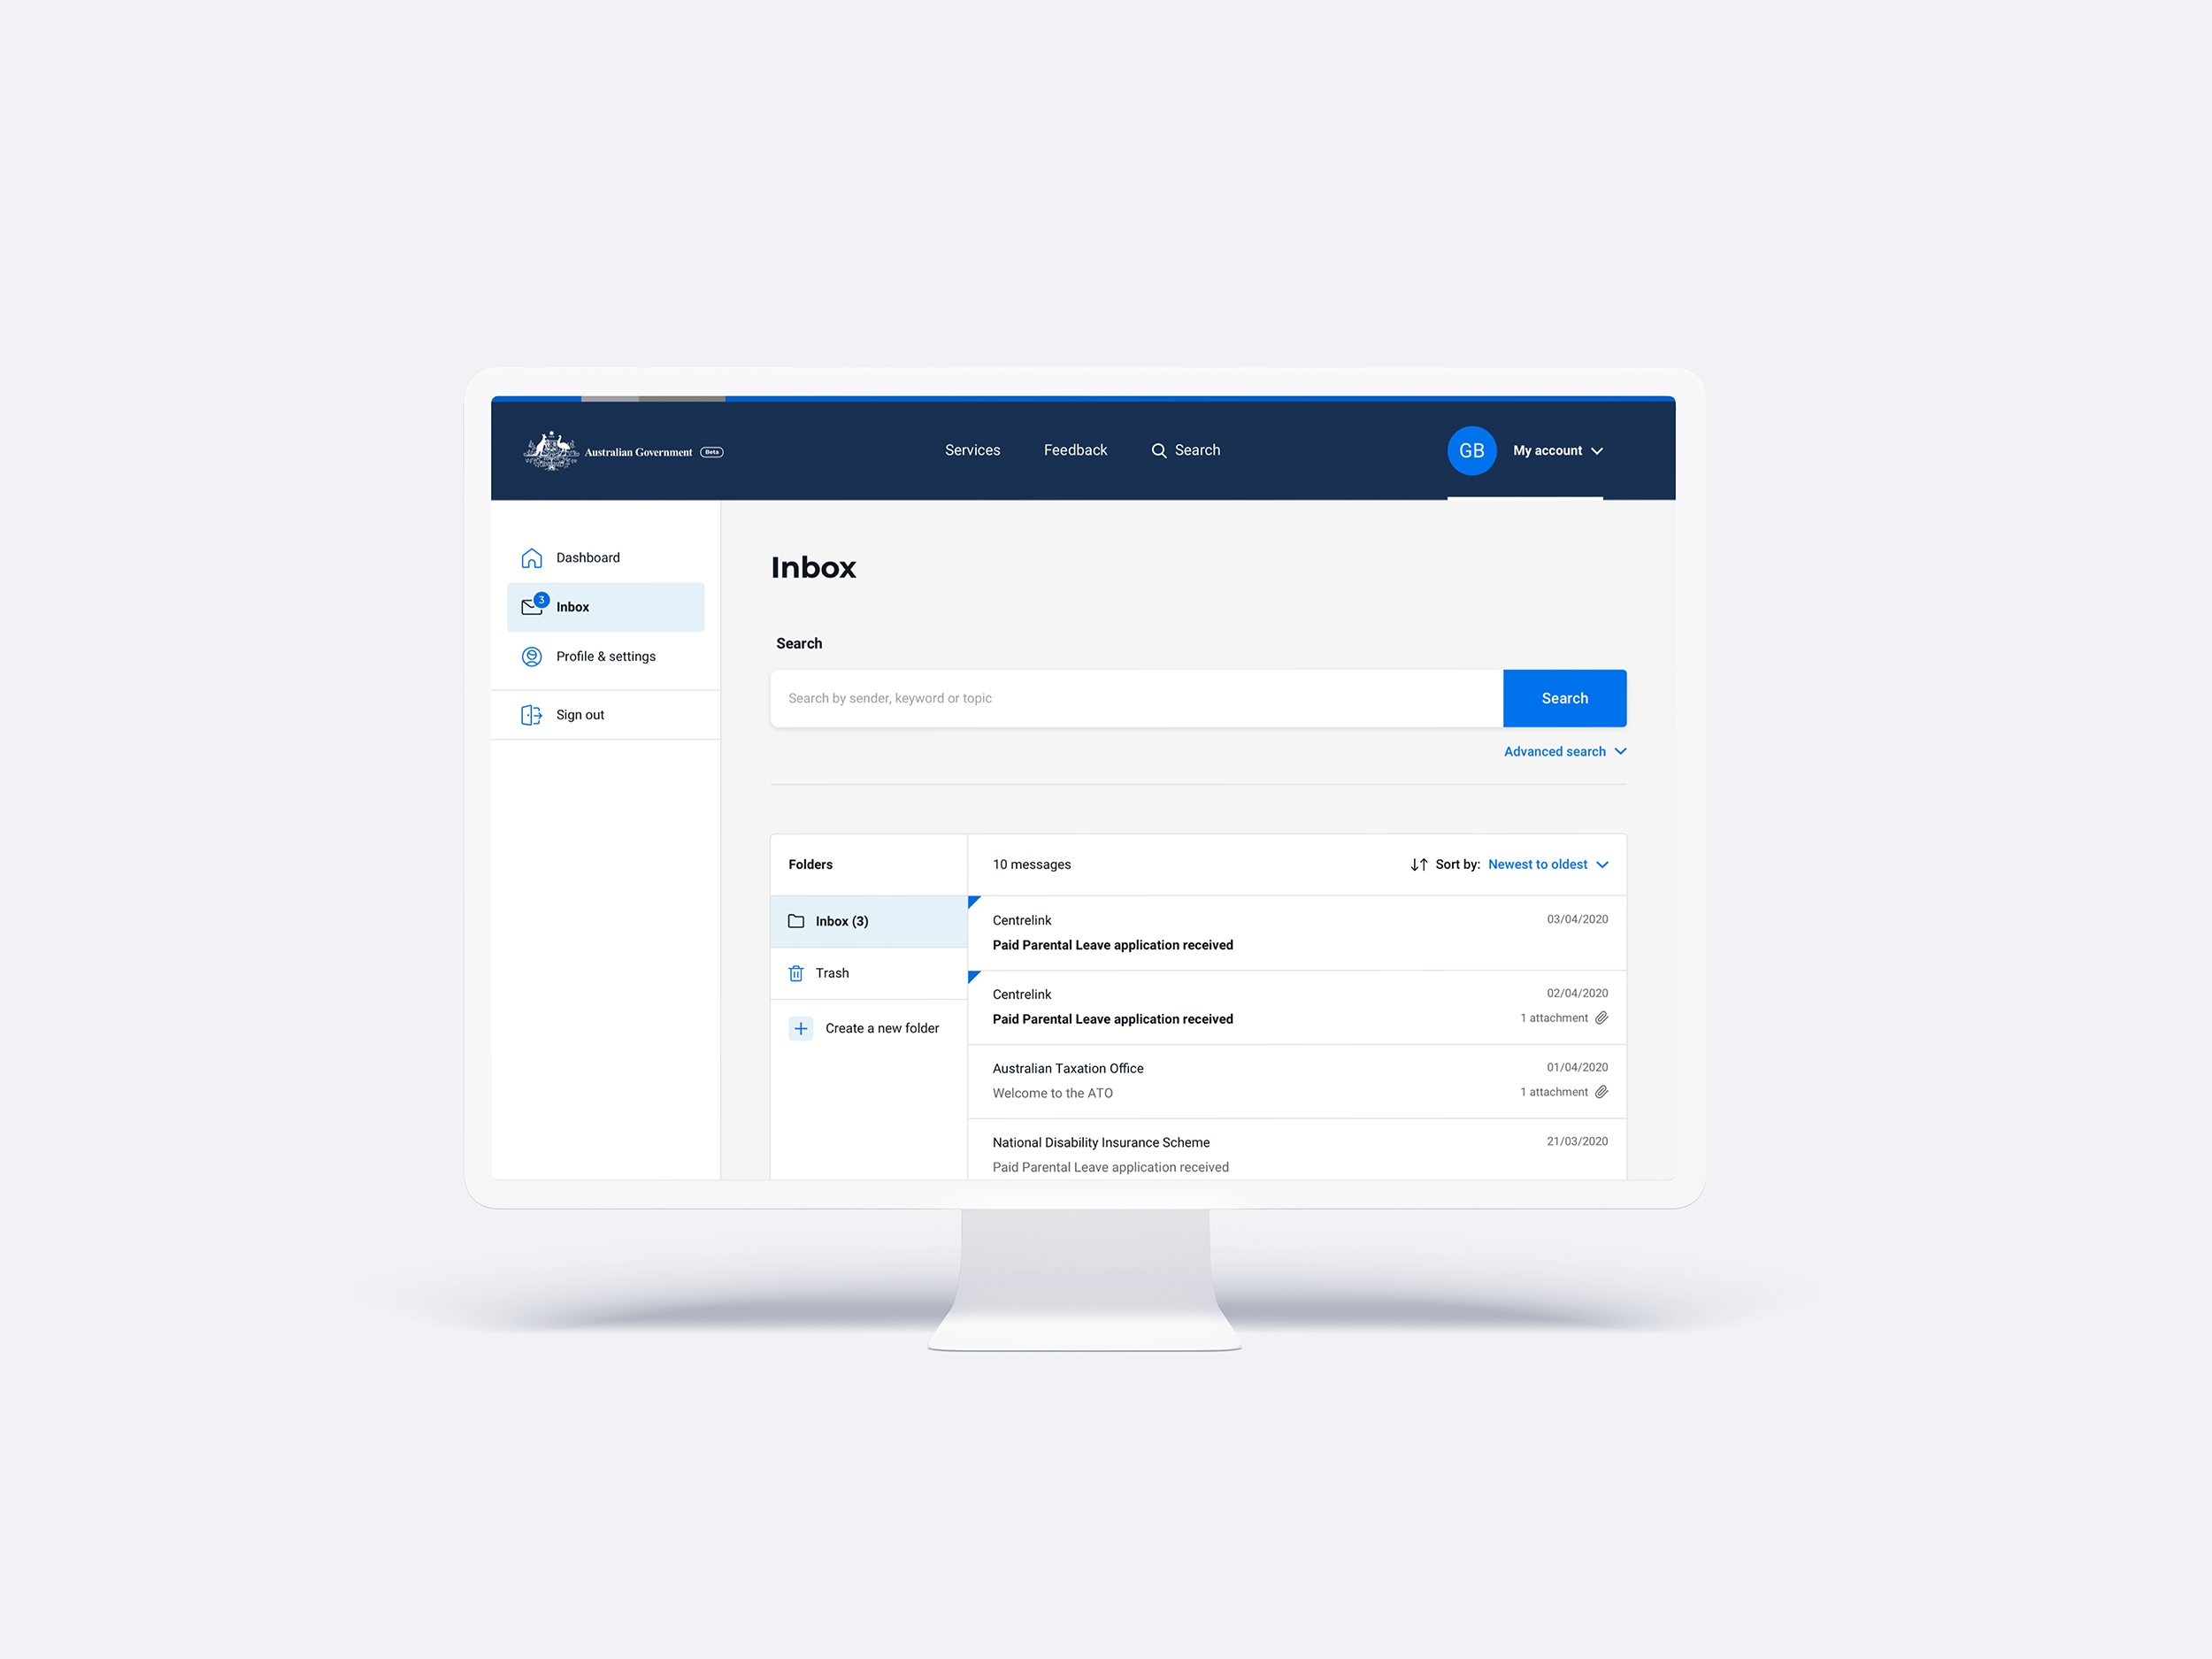 Australian Government Beta
Services
Feedback
Search
GB
My account
Dashboard
3
Inbox
Profile & settings
Sign out
Inbox
Search
Search by sender, keyword or topic
Search
Advanced search
Folders
Inbox (3)
Trash
Create a new folder
10 messages
Sort by: Newest to oldest
Centrelink
03/04/2020
Paid Parental Leave application received
Centrelink
02/04/2020
Paid Parental Leave application received
1 attachment
Australian Taxation Office
01/04/2020
Welcome to the ATO
1 attachment
National Disability Insurance Scheme
21/03/2020
Paid Parental Leave application received